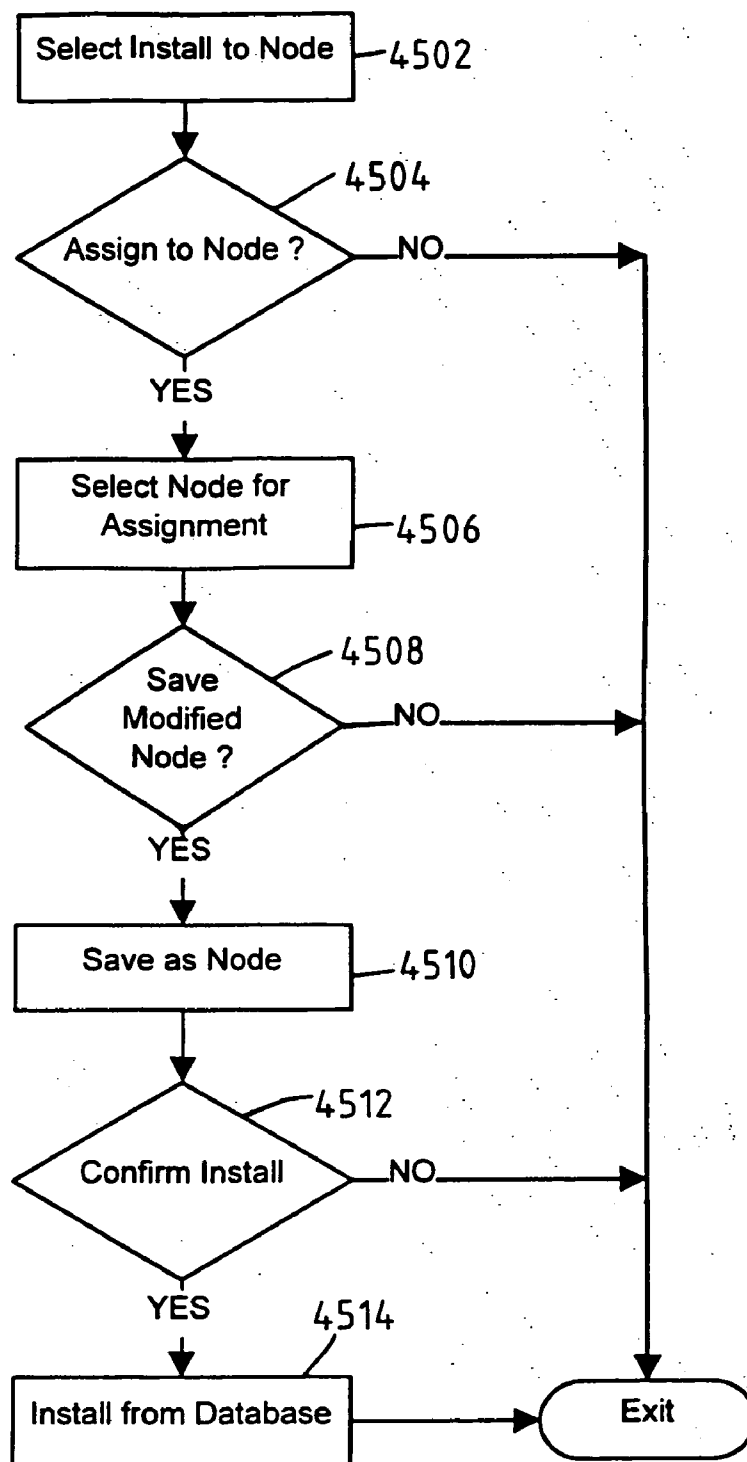 Select Install to Node
4502
4504
Assign to Node ?
NO
YES
Select Node for
Assignment
4506
4508
Save
Modified
Node ?
NO
YES
Save as Node
4510
4512
Confirm Install
NO
YES
4514
Install from Database
Exit